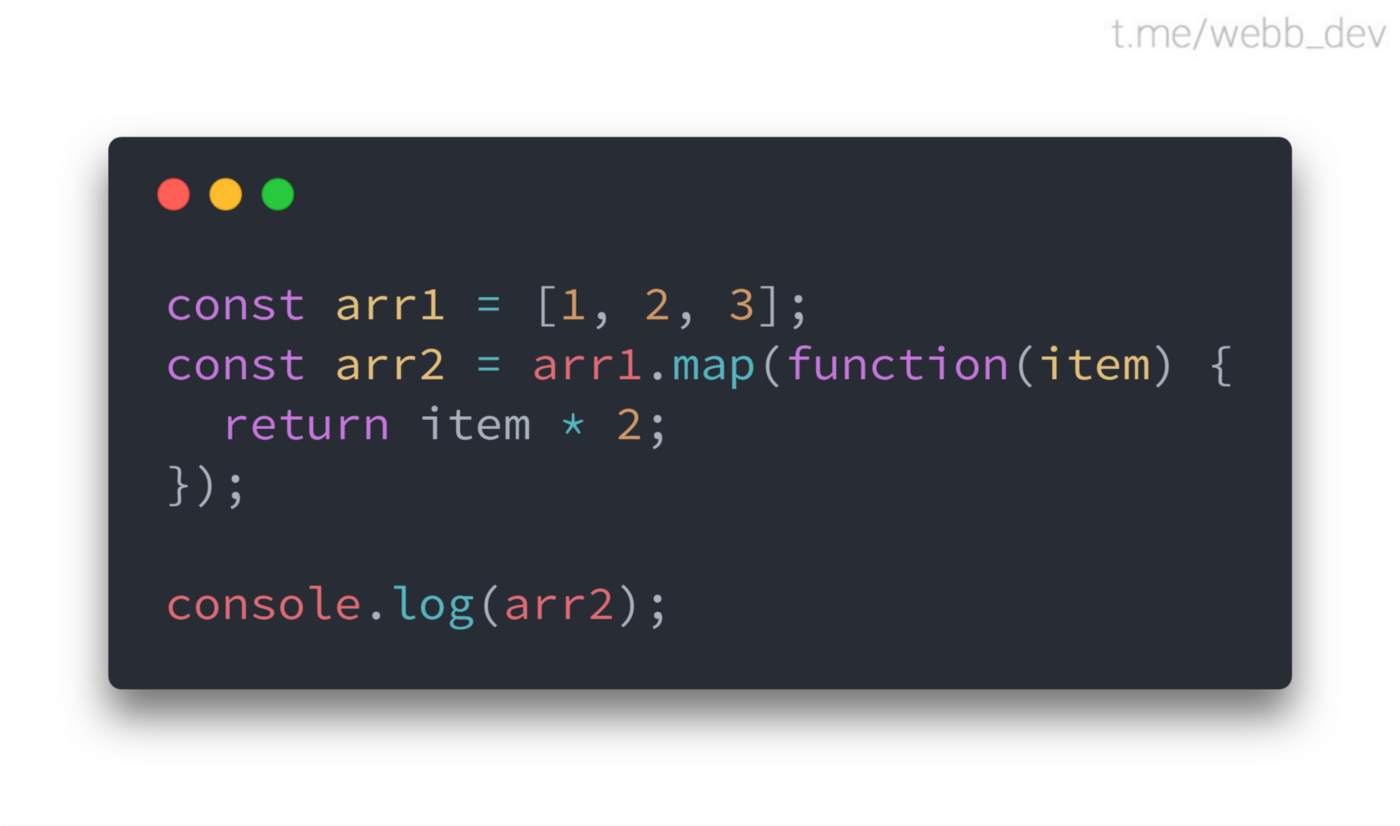 t.me/webb_dev
const arr1 = [1, 2, 3];
const arr2 = arr1.map(function(item) {
  return item * 2;
});
console.log(arr2);